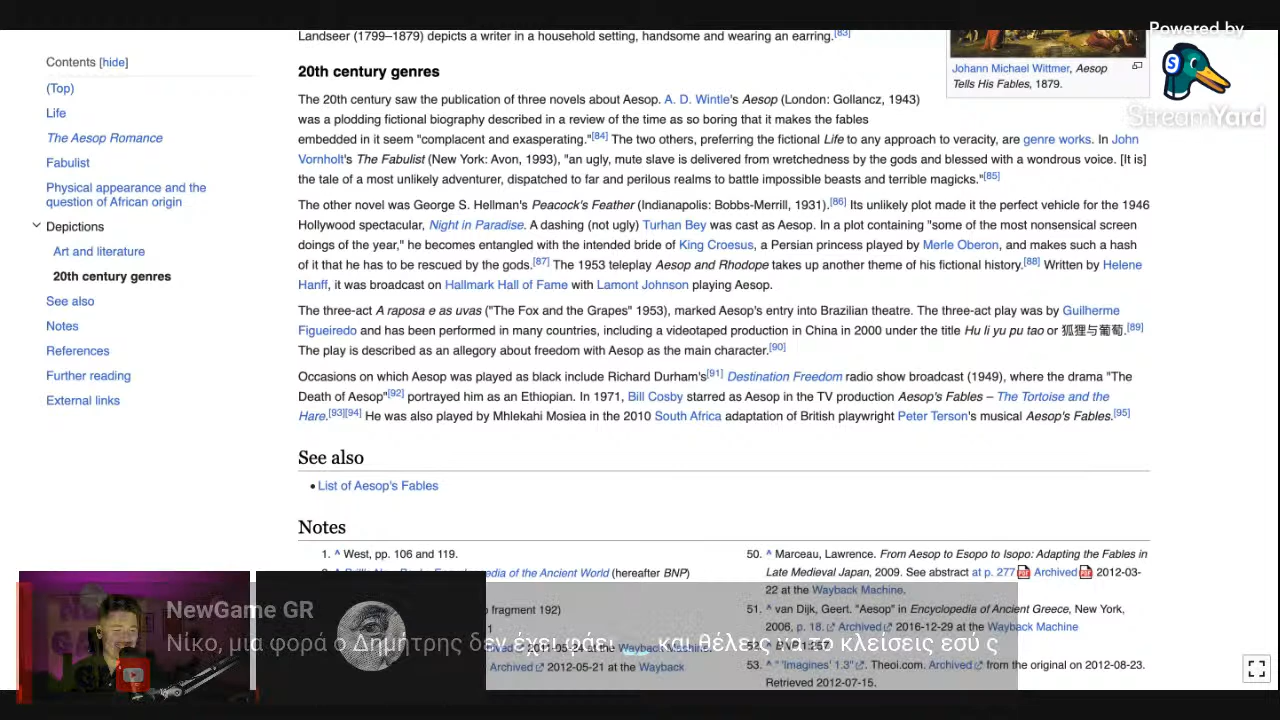 Powered by
StreamYard
Contents [hide]
(Top)
Life
The Aesop Romance
Fabulist
Physical appearance and the
question of African origin
Depictions
Art and literature
20th century genres
See also
Notes
References
Further reading
External links
Landseer (1799–1879) depicts a writer in a household setting, handsome and wearing an earring.[83]
Johann Michael Wittmer, Aesop
Tells His Fables, 1879.
20th century genres
The 20th century saw the publication of three novels about Aesop. A. D. Wintle's Aesop (London: Gollancz, 1943)
was a plodding fictional biography described in a review of the time as so boring that it makes the fables
embedded in it seem "complacent and exasperating."[84] The two others, preferring the fictional Life to any approach to veracity, are genre works. In John
Vornholt's The Fabulist (New York: Avon, 1993), "an ugly, mute slave is delivered from wretchedness by the gods and blessed with a wondrous voice. [It is]
the tale of a most unlikely adventurer, dispatched to far and perilous realms to battle impossible beasts and terrible magicks."[85]
The other novel was George S. Hellman's Peacock's Feather (Indianapolis: Bobbs-Merrill, 1931).[86] Its unlikely plot made it the perfect vehicle for the 1946
Hollywood spectacular, Night in Paradise. A dashing (not ugly) Turhan Bey was cast as Aesop. In a plot containing "some of the most nonsensical screen
doings of the year," he becomes entangled with the intended bride of King Croesus, a Persian princess played by Merle Oberon, and makes such a hash
of it that he has to be rescued by the gods.[87] The 1953 teleplay Aesop and Rhodope takes up another theme of his fictional history.[88] Written by Helene
Hanff, it was broadcast on Hallmark Hall of Fame with Lamont Johnson playing Aesop.
The three-act A raposa e as uvas ("The Fox and the Grapes" 1953), marked Aesop's entry into Brazilian theatre. The three-act play was by Guilherme
Figueiredo and has been performed in many countries, including a videotaped production in China in 2000 under the title Hu li yu pu tao or 狐狸与葡萄.[89]
The play is described as an allegory about freedom with Aesop as the main character.[90]
Occasions on which Aesop was played as black include Richard Durham's[91] Destination Freedom radio show broadcast (1949), where the drama "The
Death of Aesop"[92] portrayed him as an Ethiopian. In 1971, Bill Cosby starred as Aesop in the TV production Aesop's Fables – The Tortoise and the
Hare.[93][94] He was also played by Mhlekahi Mosiea in the 2010 South Africa adaptation of British playwright Peter Terson's musical Aesop's Fables.[95]
See also
• List of Aesop's Fables
Notes
1. ^ West, pp. 106 and 119.
of the Ancient World (hereafter BNP)
fragment 192)
at the Wayback Machine.
Archived 2012-05-21 at the Wayback
50. ^ Marceau, Lawrence. From Aesop to Esopo to Isopo: Adapting the Fables in
Late Medieval Japan, 2009. See abstract at p. 277 Archived 2012-03-
22 at the Wayback Machine.
51. ^ van Dijk, Geert. "Aesop" in Encyclopedia of Ancient Greece, New York,
2006, p. 18. Archived 2016-12-29 at the Wayback Machine
53. ^ "'Imagines' 1.3". Theoi.com. Archived from the original on 2012-08-23.
Retrieved 2012-07-15.
NewGame GR
Νίκο, μια φορά ο Δημήτρης δεν έχει φάει ___ και θέλεις να το κλείσεις εσύ ς